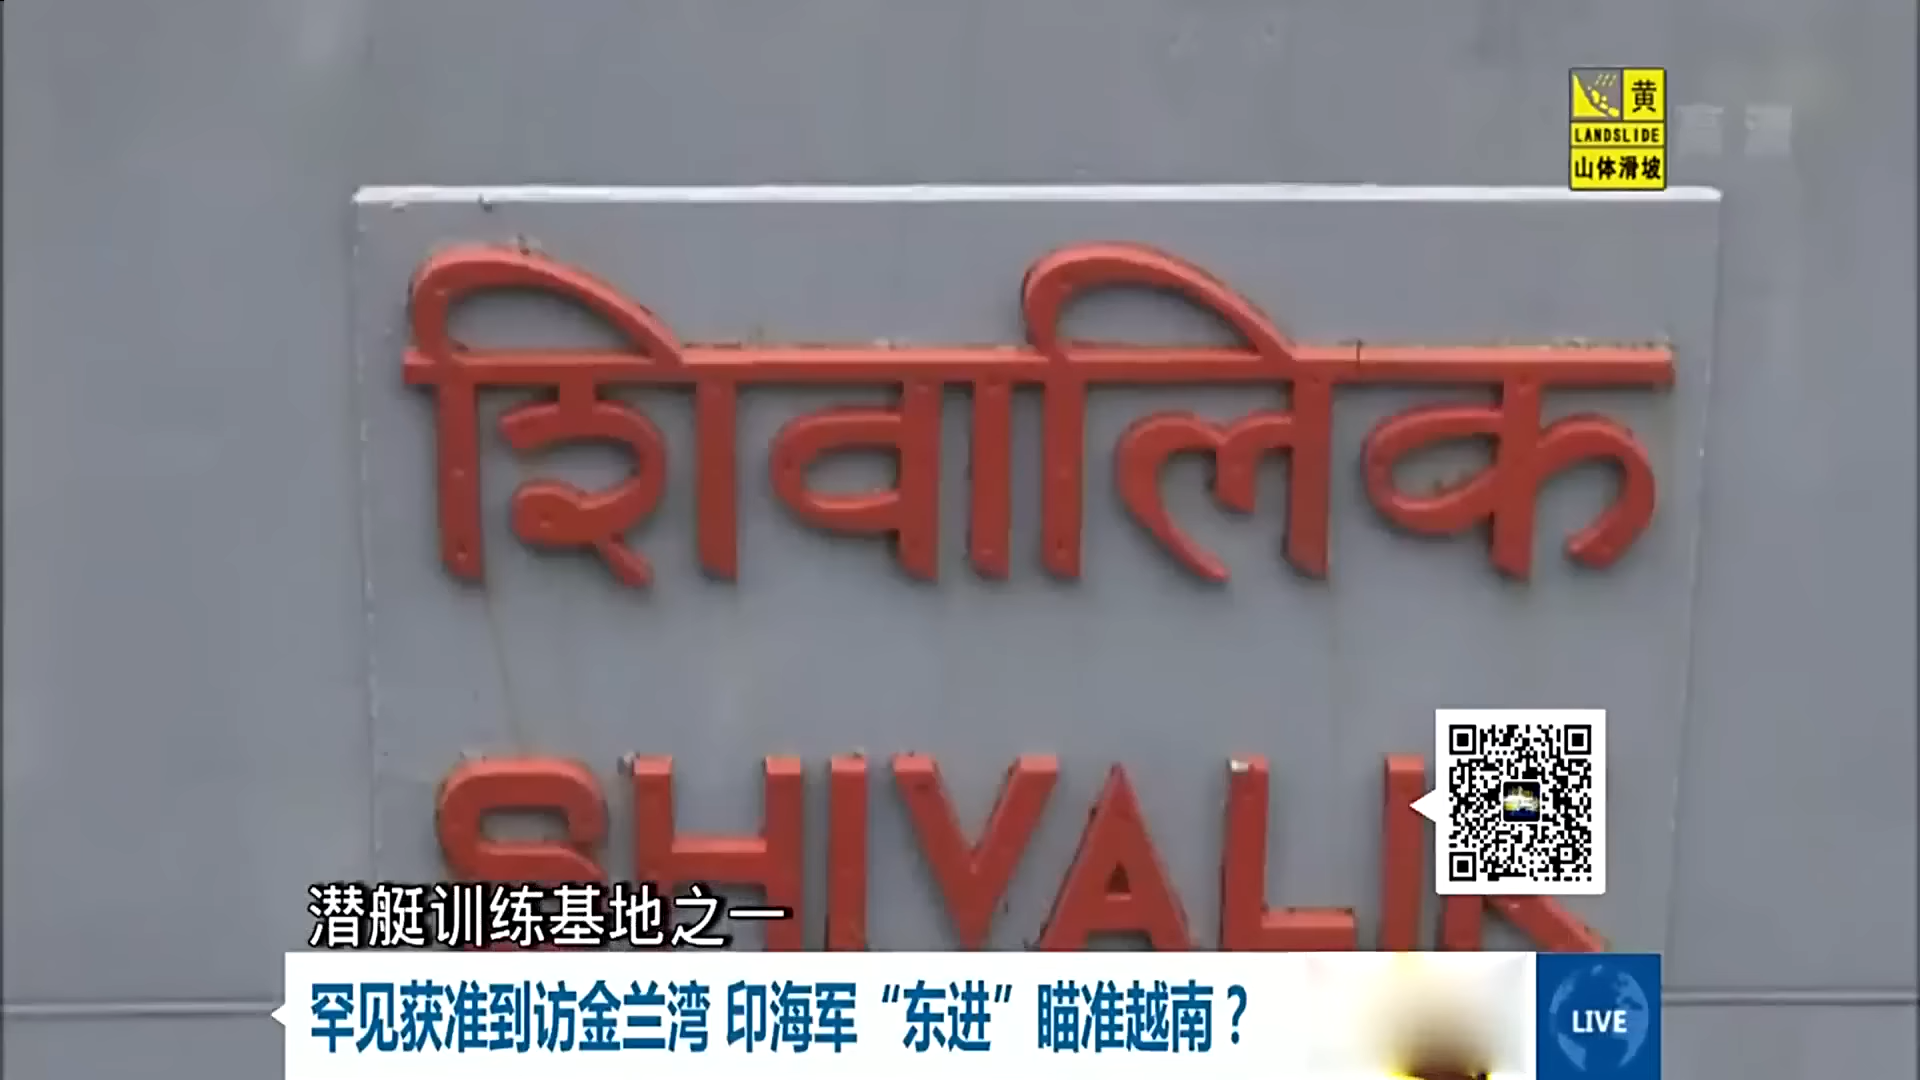 黄
LANDSLIDE
山体滑坡
शिवालिक
SHIVALIK
潜艇训练基地之一
罕见获准到访金兰湾 印海军“东进”瞄准越南？
LIVE